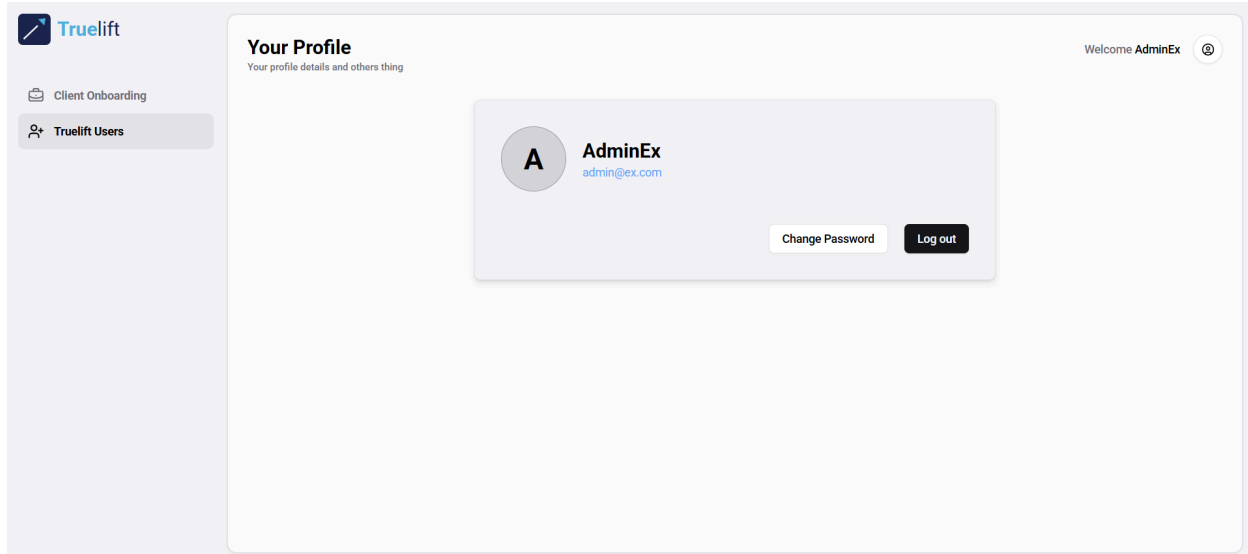 Truelift
Client Onboarding
Truelift Users
Your Profile
Your profile details and others thing
Welcome AdminEx
A
AdminEx
admin@ex.com
Change Password
Log out